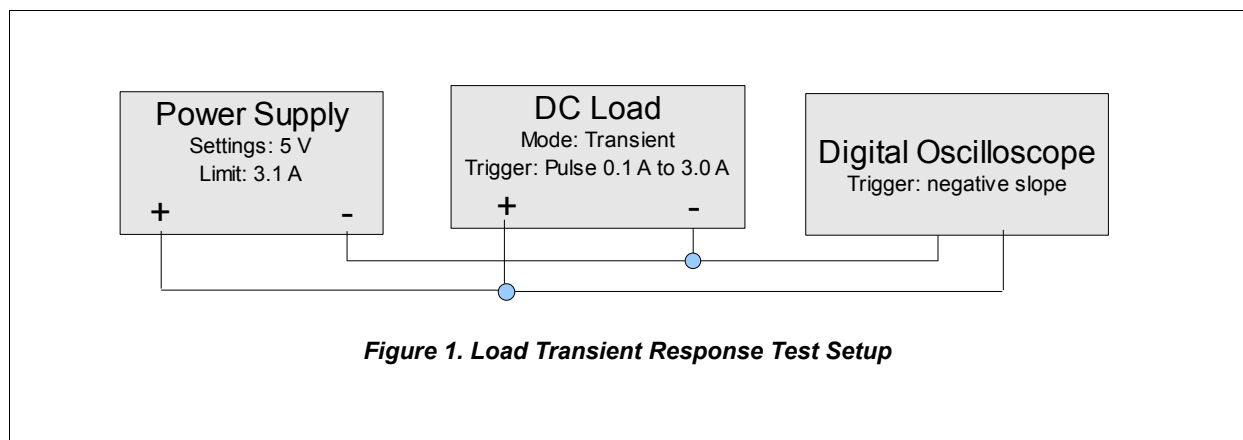 Power Supply
Settings: 5 V
Limit: 3.1 A
+ -
DC Load
Mode: Transient
Trigger: Pulse 0.1 A to 3.0 A
+ -
Digital Oscilloscope
Trigger: negative slope
Figure 1. Load Transient Response Test Setup